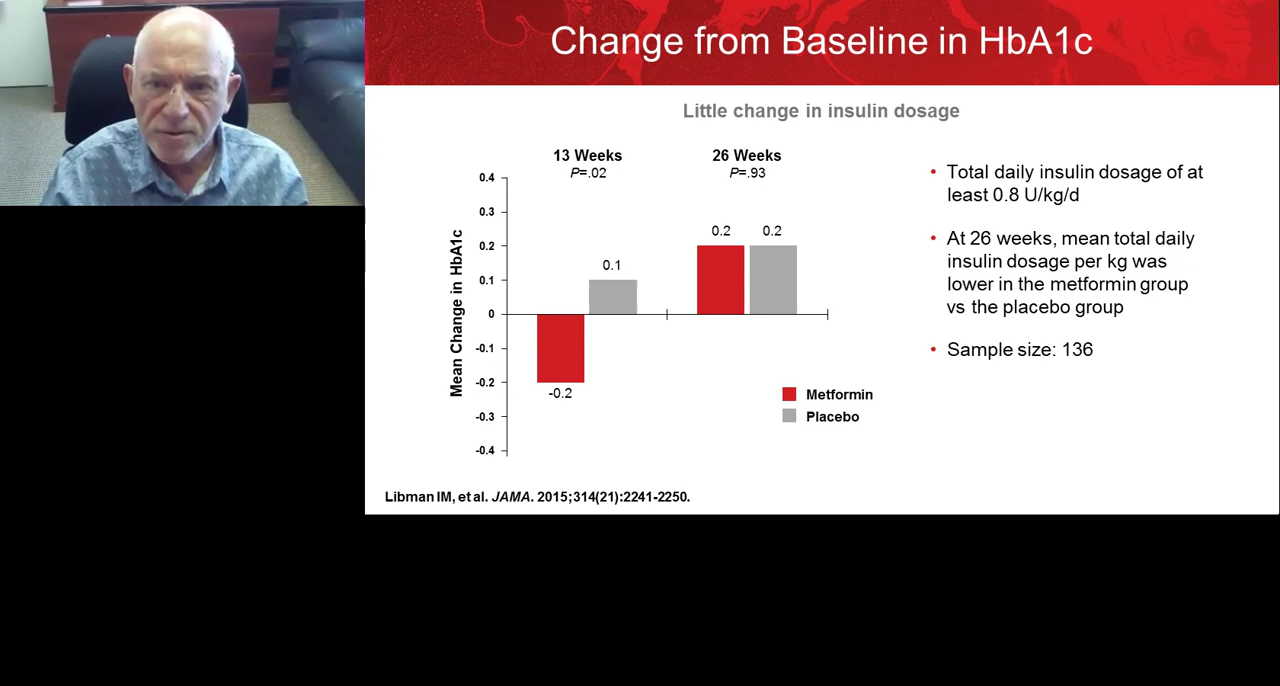 Change from Baseline in HbA1c
Little change in insulin dosage
13 Weeks
P=.02
26 Weeks
P=.93
Mean Change in HbA1c
0.4
0.3
0.2
0.1
0
-0.1
-0.2
-0.3
-0.4
-0.2
0.1
0.2
0.2
Metformin
Placebo
• Total daily insulin dosage of at
least 0.8 U/kg/d
• At 26 weeks, mean total daily
insulin dosage per kg was
lower in the metformin group
vs the placebo group
• Sample size: 136
Libman IM, et al. JAMA. 2015;314(21):2241-2250.